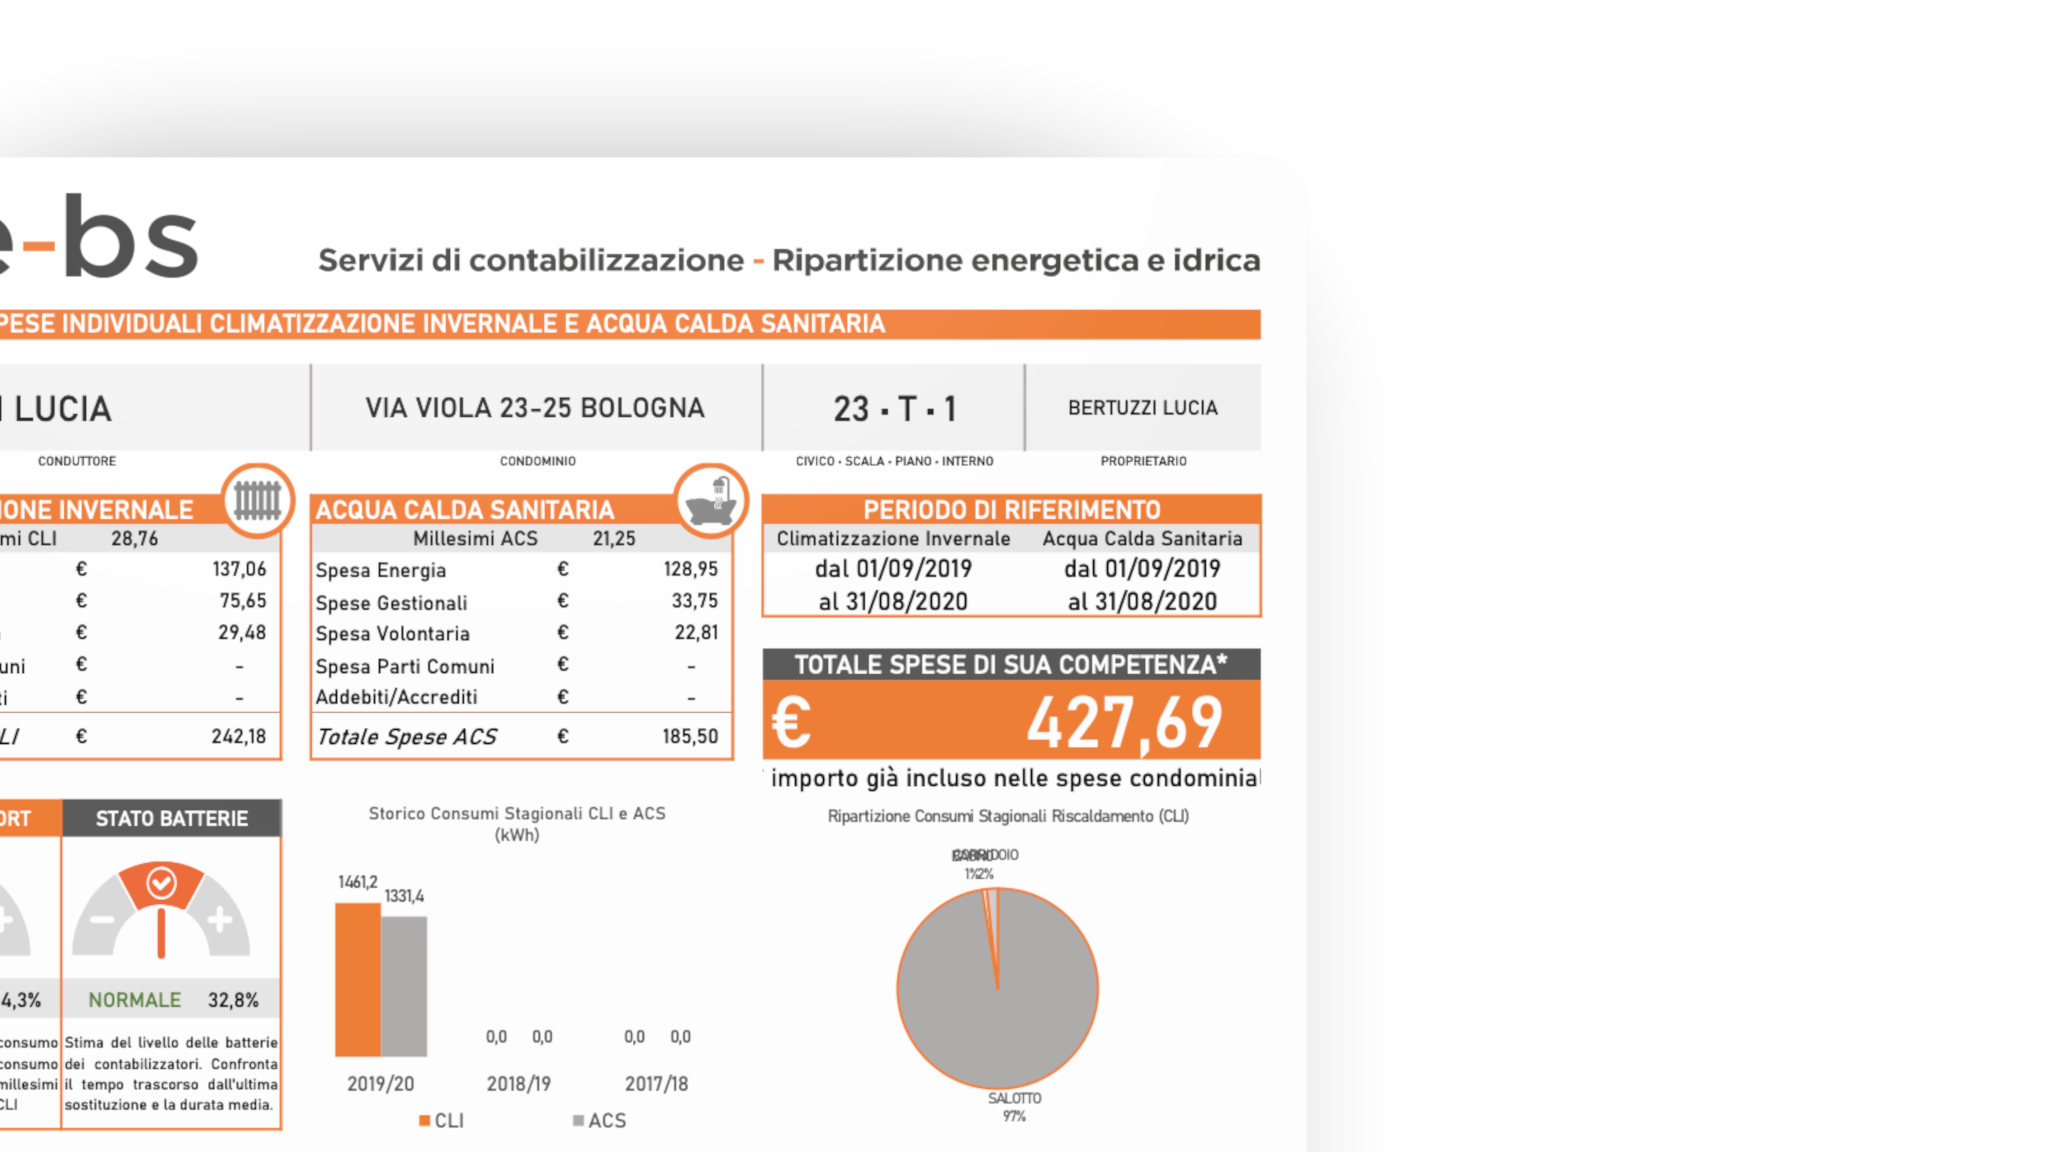 e-bs
Servizi di contabilizzazione - Ripartizione energetica e idrica
PESE INDIVIDUALI CLIMATIZZAZIONE INVERNALE E ACQUA CALDA SANITARIA
I LUCIA
VIA VIOLA 23-25 BOLOGNA
23 · T · 1
BERTUZZI LUCIA
CONDUTTORE
CONDOMINIO
CIVICO · SCALA · PIANO · INTERNO
PROPRIETARIO
IONE INVERNALE
mi CLI 28,76
€ 137,06
€ 75,65
€ 29,48
uni € -
ti € -
LI € 242,18
ACQUA CALDA SANITARIA
Millesimi ACS 21,25
Spesa Energia € 128,95
Spese Gestionali € 33,75
Spesa Volontaria € 22,81
Spesa Parti Comuni € -
Addebiti/Accrediti € -
Totale Spese ACS € 185,50
PERIODO DI RIFERIMENTO
Climatizzazione Invernale Acqua Calda Sanitaria
dal 01/09/2019 dal 01/09/2019
al 31/08/2020 al 31/08/2020
TOTALE SPESE DI SUA COMPETENZA*
€ 427,69
importo già incluso nelle spese condominial
ORT
4,3%
consumo
consumo
millesimi
CLI
STATO BATTERIE
NORMALE 32,8%
Stima del livello delle batterie
dei contabilizzatori. Confronta
il tempo trascorso dall'ultima
sostituzione e la durata media.
Storico Consumi Stagionali CLI e ACS
(kWh)
1461,2
1331,4
0,0 0,0 0,0 0,0
2019/20 2018/19 2017/18
CLI ACS
Ripartizione Consumi Stagionali Riscaldamento (CLI)
CORRIDOIO
1% 2%
SALOTTO
97%